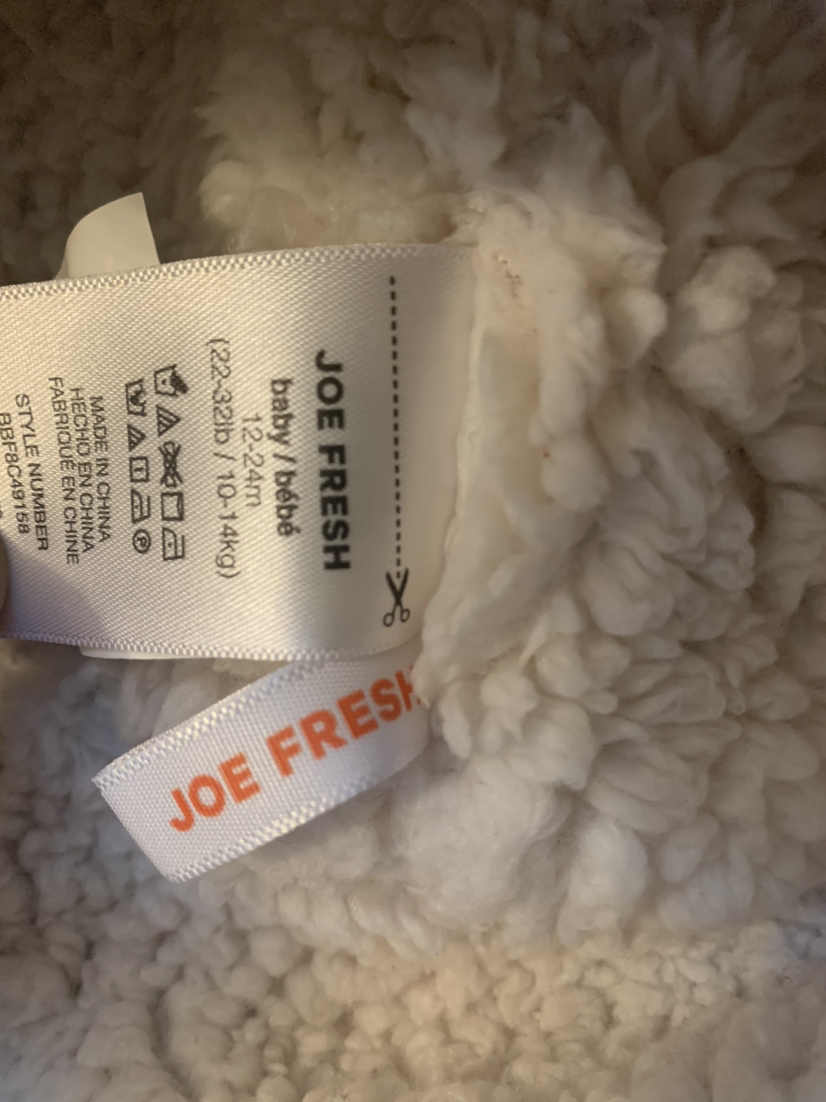 JOE FRESH
baby / bébé
12-24m
(22-32lb / 10-14kg)
MADE IN CHINA
HECHO EN CHINA
FABRIQUÉ EN CHINE
STYLE NUMBER
BBF8C49158
JOE FRESH